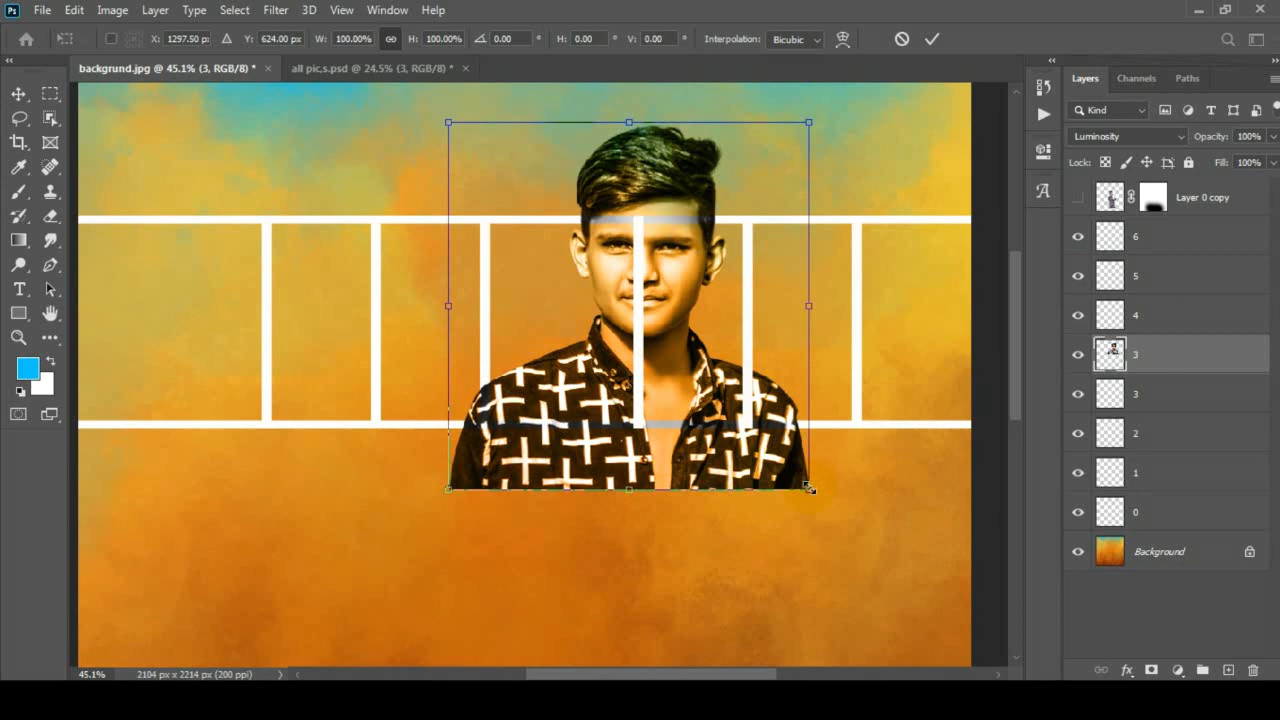 Ps File Edit Image Layer Type Select Filter 3D View Window Help
X: 1297.50 px Y: 624.00 px W: 100.00% H: 100.00% 0.00 ° H: 0.00 ° V: 0.00 ° Interpolation: Bicubic
backgrund.jpg @ 45.1% (3, RGB/8) * × all pic,s.psd @ 24.5% (3, RGB/8) * ×
Layers Channels Paths
Kind
Luminosity Opacity: 100%
Lock: Fill: 100%
Layer 0 copy
6
5
4
3
3
2
1
0
Background
45.1% 2104 px x 2214 px (200 ppi)